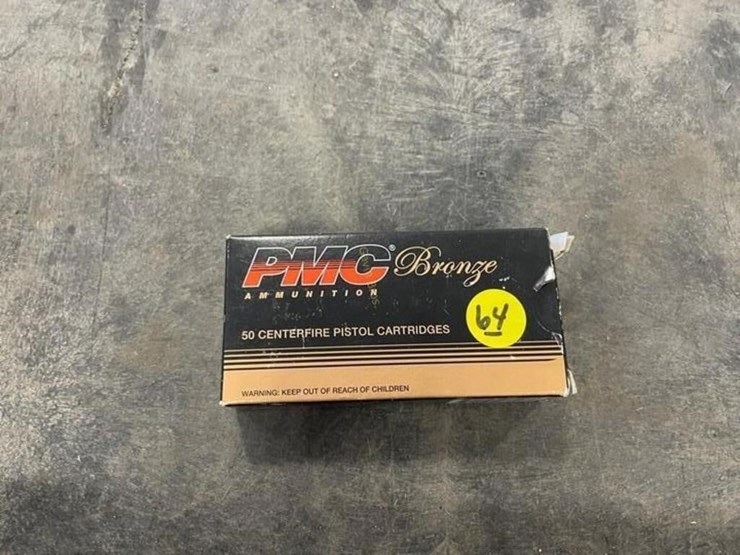 PMC® Bronze
AMMUNITION
64
50 CENTERFIRE PISTOL CARTRIDGES
WARNING: KEEP OUT OF REACH OF CHILDREN